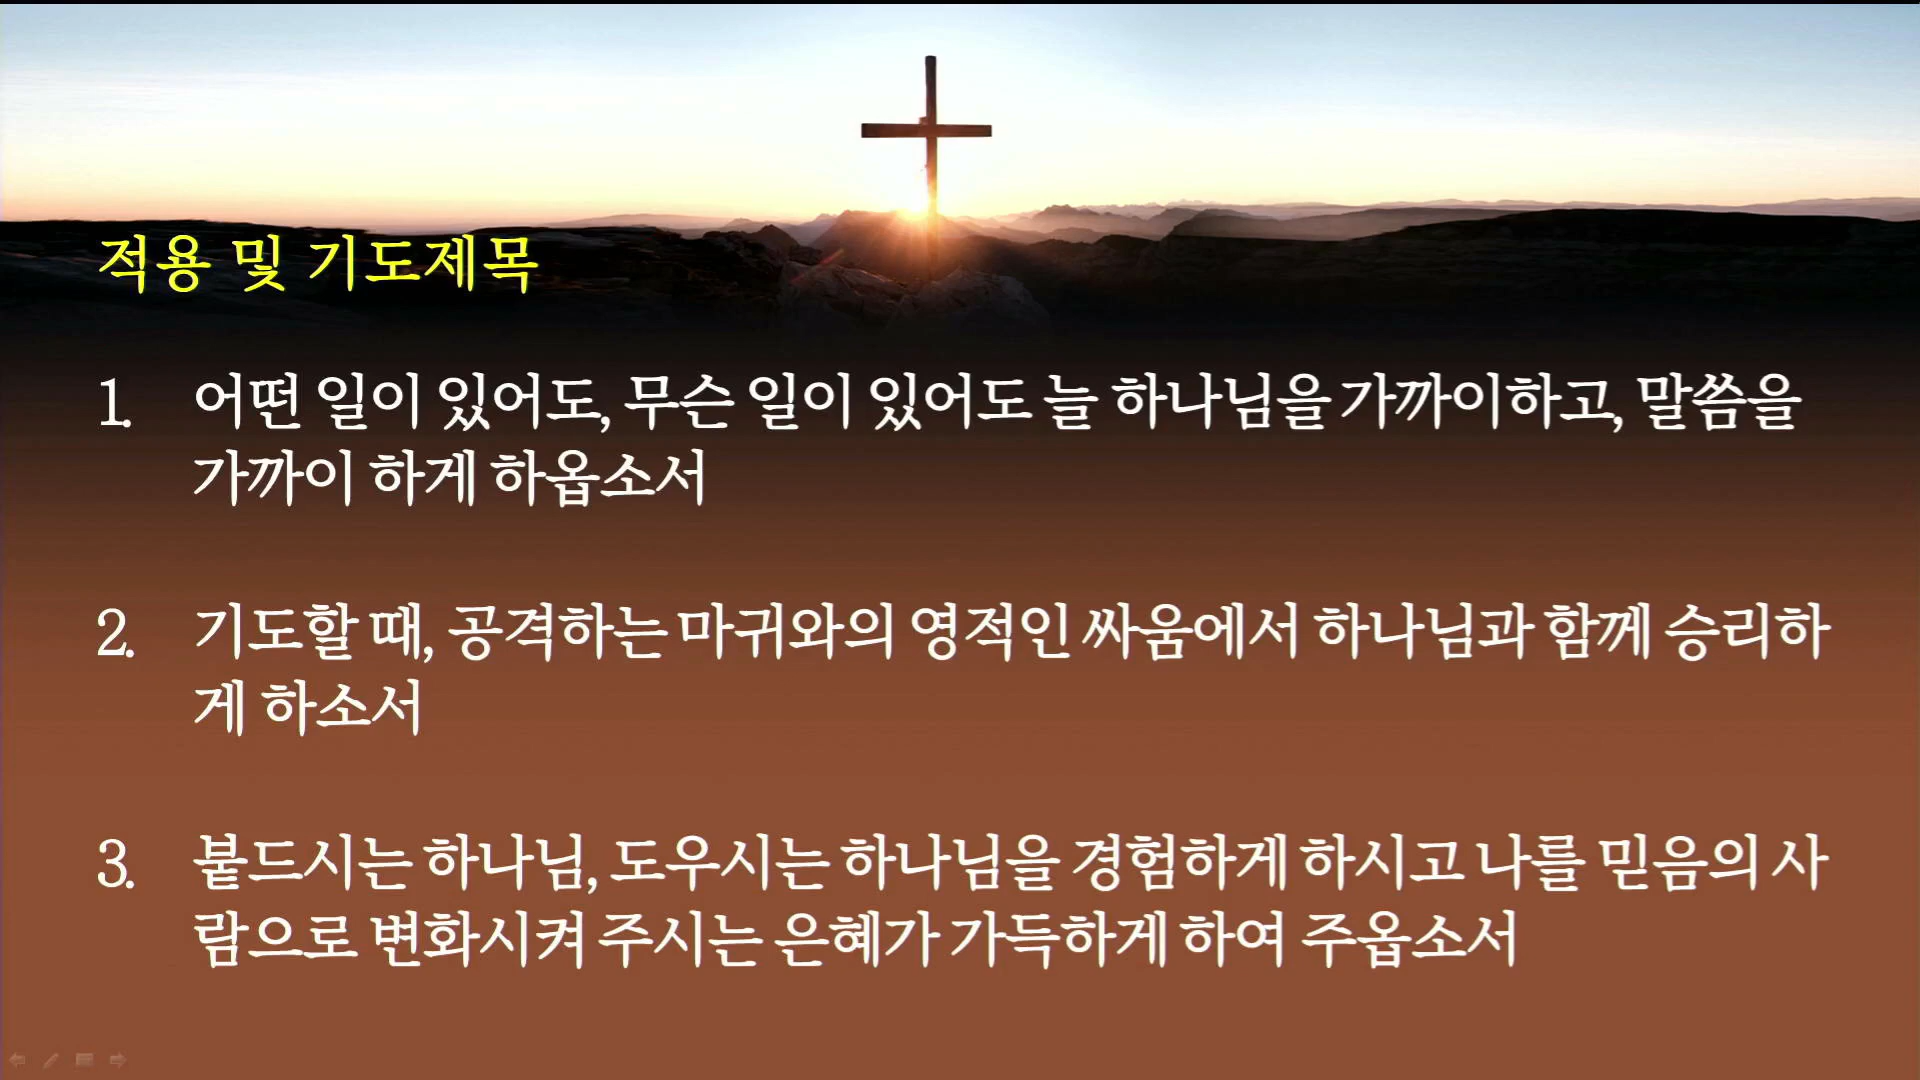 적용 및 기도제목
1. 어떤 일이 있어도, 무슨 일이 있어도 늘 하나님을 가까이하고, 말씀을
가까이 하게 하옵소서
2. 기도할 때, 공격하는 마귀와의 영적인 싸움에서 하나님과 함께 승리하
게 하소서
3. 붙드시는 하나님, 도우시는 하나님을 경험하게 하시고 나를 믿음의 사
람으로 변화시켜 주시는 은혜가 가득하게 하여 주옵소서